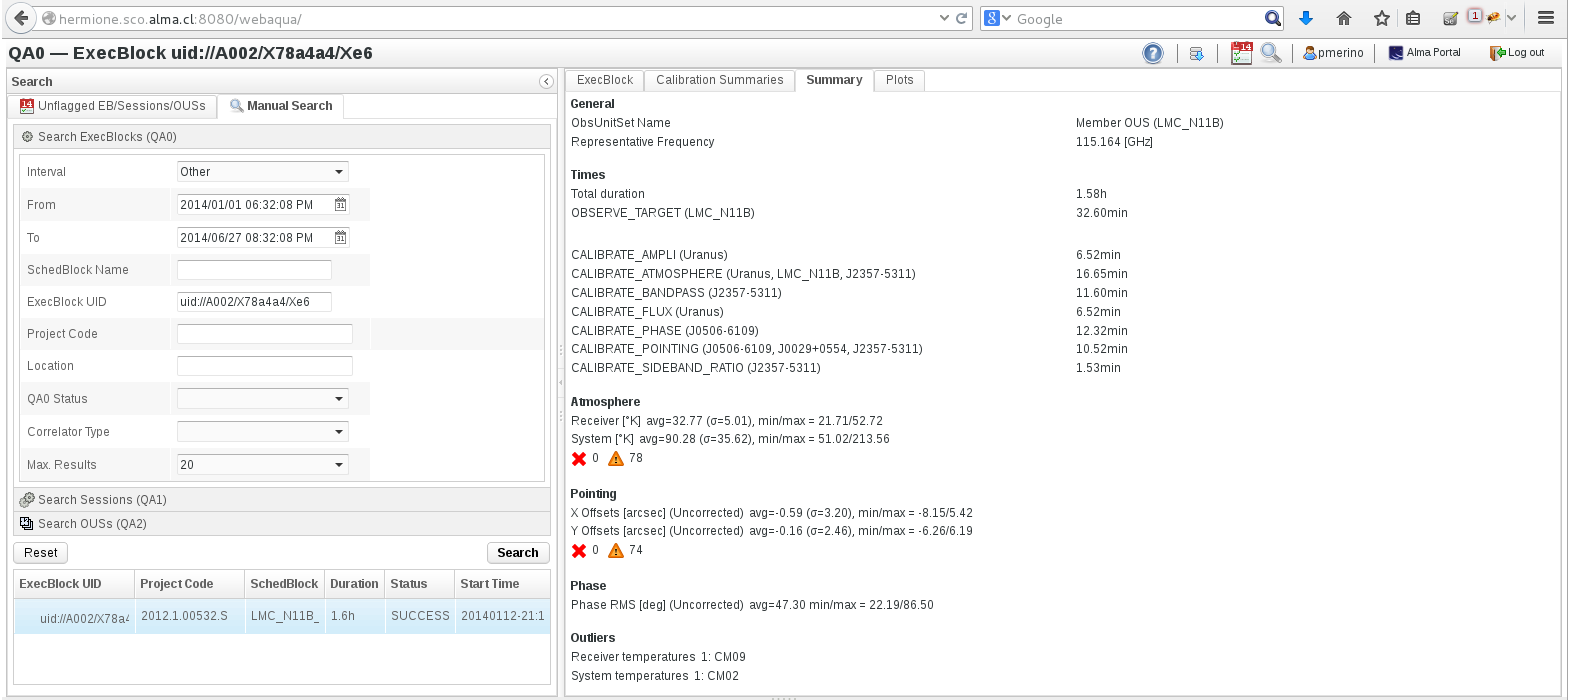 hermione.sco.alma.cl:8080/webaqua/
8 Google 1
QA0 — ExecBlock uid://A002/X78a4a4/Xe6
? 14 pmerino Alma Portal Log out
Search
14 Unflagged EB/Sessions/OUSs Manual Search
Search ExecBlocks (QA0)
Interval Other
From 2014/01/01 06:32:08 PM 31
To 2014/06/27 08:32:08 PM 31
SchedBlock Name
ExecBlock UID uid://A002/X78a4a4/Xe6
Project Code
Location
QA0 Status
Correlator Type
Max. Results 20
Search Sessions (QA1)
Search OUSs (QA2)
Reset Search
ExecBlock UID Project Code SchedBlock Duration Status Start Time
uid://A002/X78a4 2012.1.00532.S LMC_N11B_ 1.6h SUCCESS 20140112-21:1
ExecBlock Calibration Summaries Summary Plots
General
ObsUnitSet Name Member OUS (LMC_N11B)
Representative Frequency 115.164 [GHz]
Times
Total duration 1.58h
OBSERVE_TARGET (LMC_N11B) 32.60min
CALIBRATE_AMPLI (Uranus) 6.52min
CALIBRATE_ATMOSPHERE (Uranus, LMC_N11B, J2357-5311) 16.65min
CALIBRATE_BANDPASS (J2357-5311) 11.60min
CALIBRATE_FLUX (Uranus) 6.52min
CALIBRATE_PHASE (J0506-6109) 12.32min
CALIBRATE_POINTING (J0506-6109, J0029+0554, J2357-5311) 10.52min
CALIBRATE_SIDEBAND_RATIO (J2357-5311) 1.53min
Atmosphere
Receiver [°K] avg=32.77 (σ=5.01), min/max = 21.71/52.72
System [°K] avg=90.28 (σ=35.62), min/max = 51.02/213.56
0 78
Pointing
X Offsets [arcsec] (Uncorrected) avg=-0.59 (σ=3.20), min/max = -8.15/5.42
Y Offsets [arcsec] (Uncorrected) avg=-0.16 (σ=2.46), min/max = -6.26/6.19
0 74
Phase
Phase RMS [deg] (Uncorrected) avg=47.30 min/max = 22.19/86.50
Outliers
Receiver temperatures 1: CM09
System temperatures 1: CM02